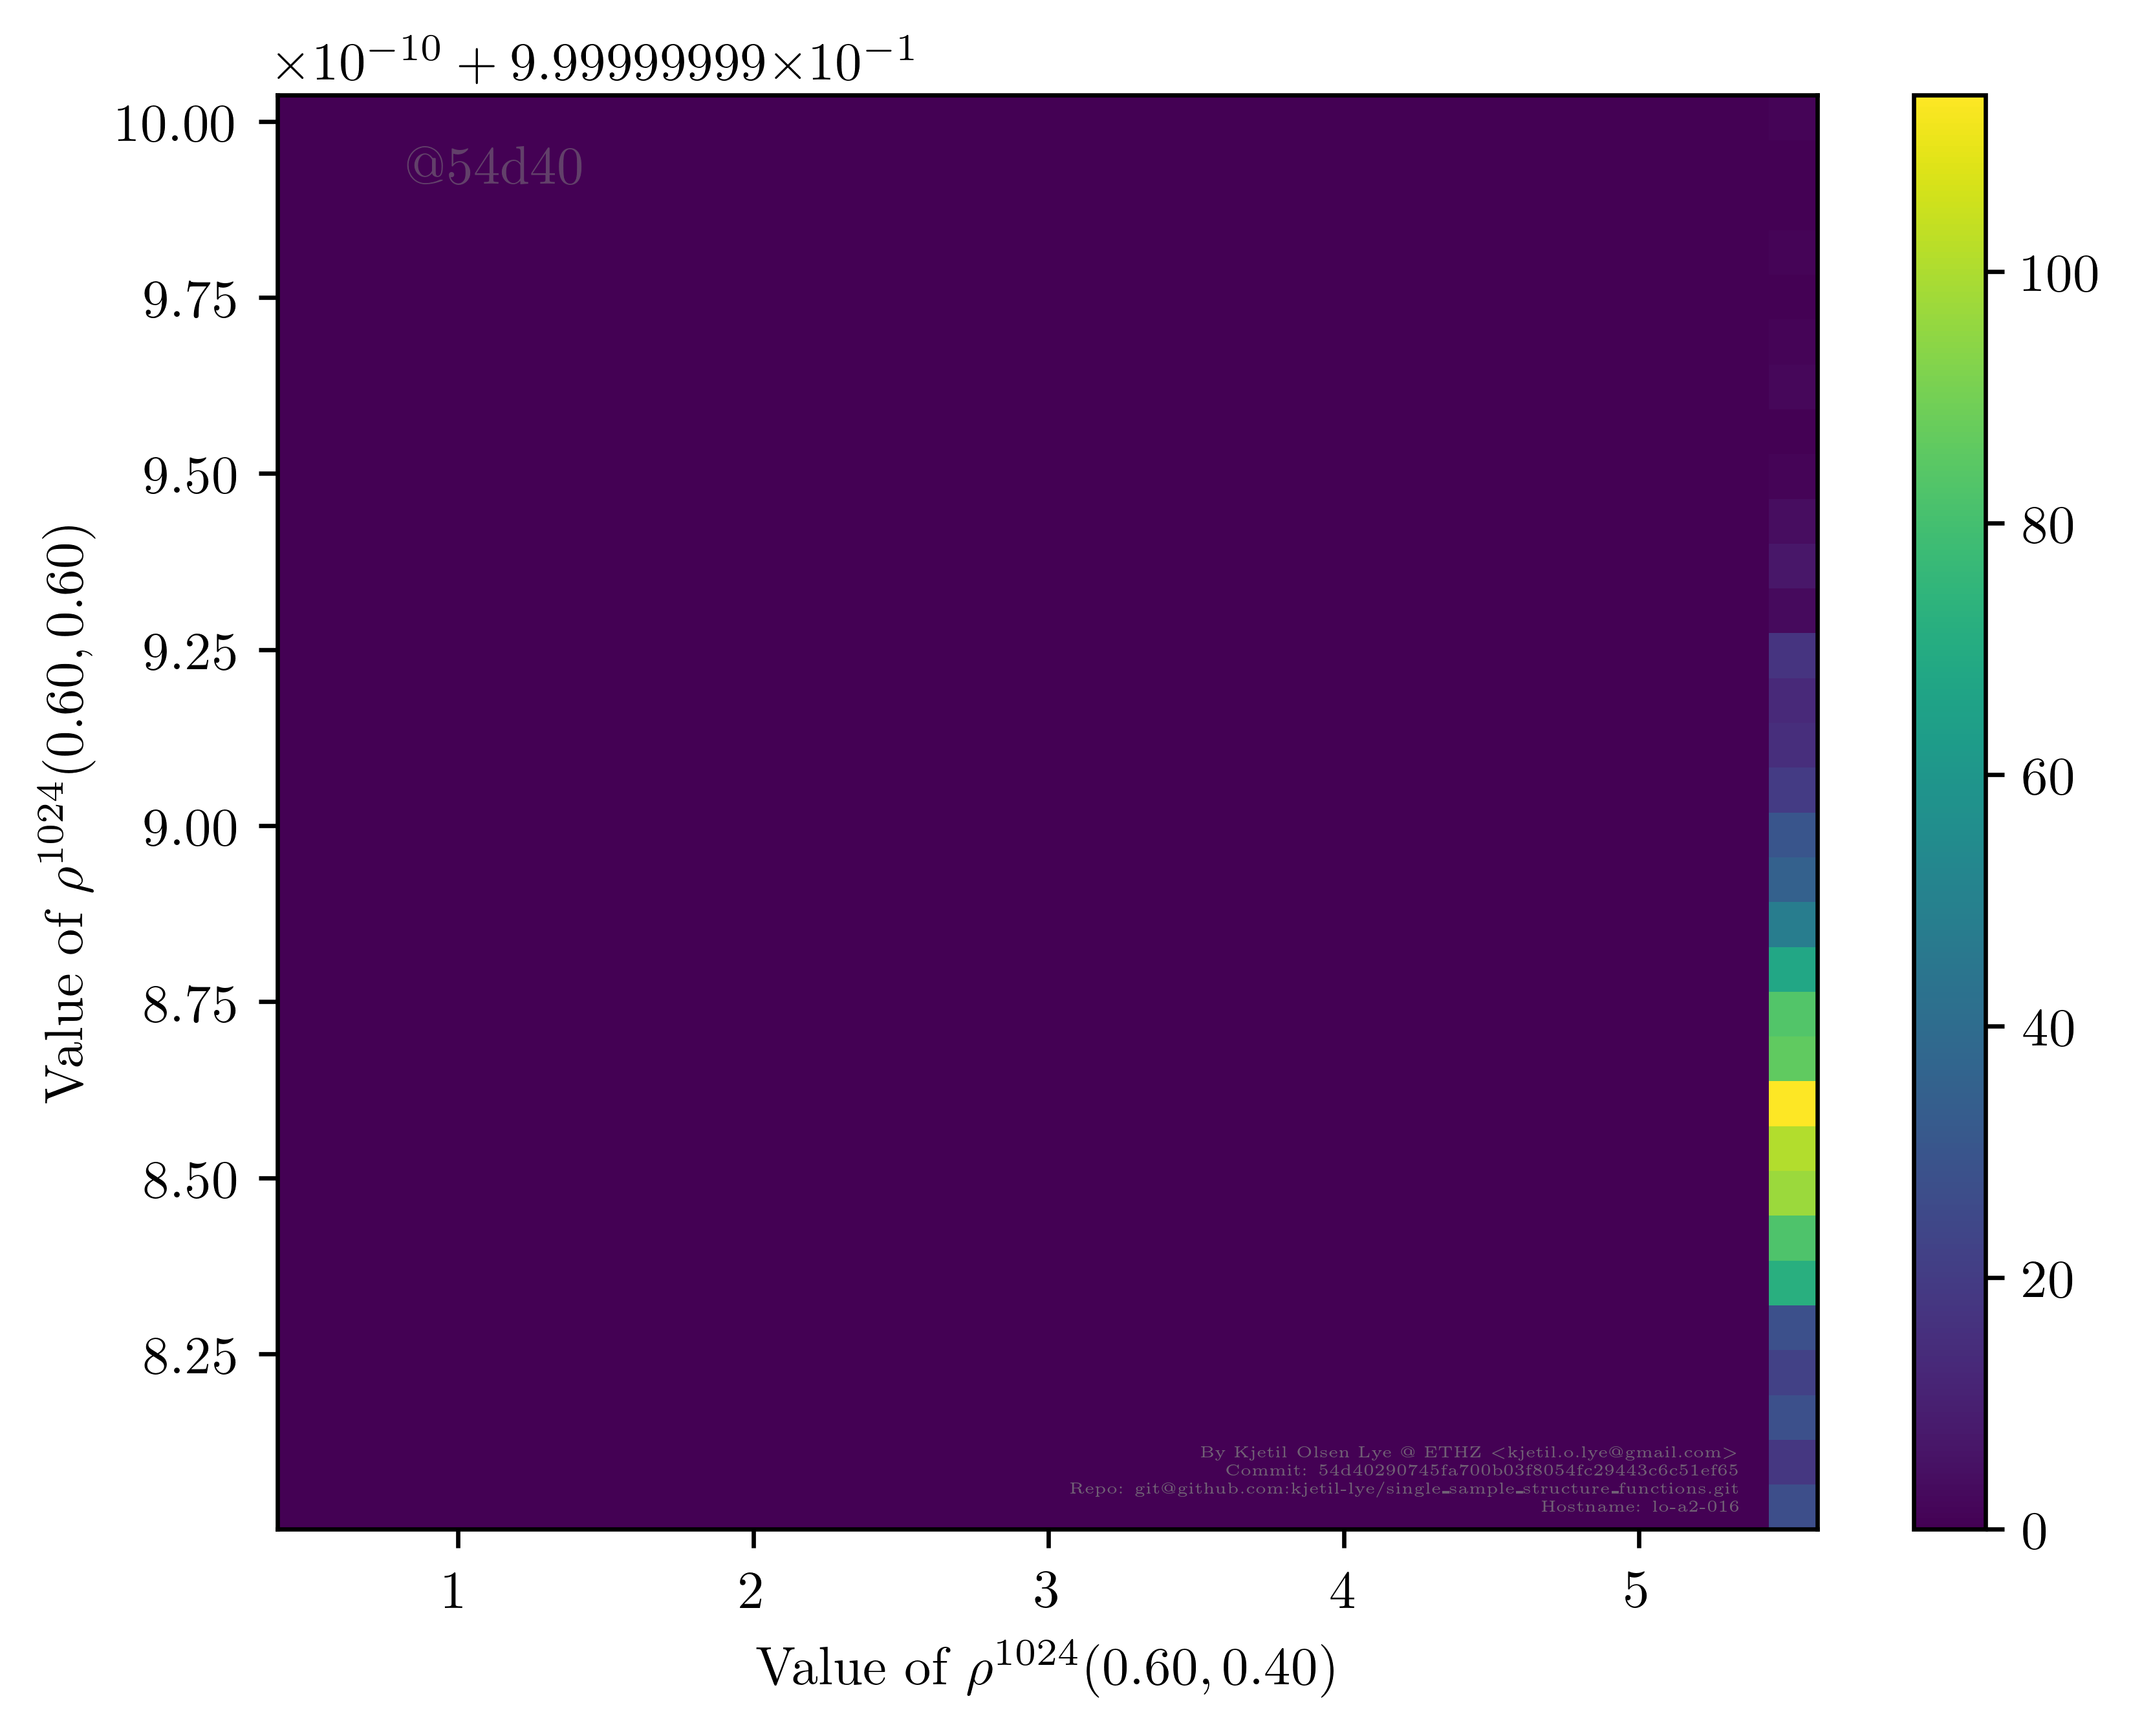 ×10⁻¹⁰ + 9.99999999×10⁻¹
10.00
@54d40
9.75
9.50
9.25
9.00
8.75
8.50
8.25
Value of ρ¹⁰²⁴(0.60, 0.60)
100
80
60
40
20
0
By Kjetil Olsen Lye @ ETHZ <kjetil.o.lye@gmail.com>
Commit: 54d40290745fa700b03f8054fc29443c6c51ef65
Repo: git@github.com:kjetil-lye/single_sample_structure_functions.git
Hostname: lo-a2-016
1 2 3 4 5
Value of ρ¹⁰²⁴(0.60, 0.40)